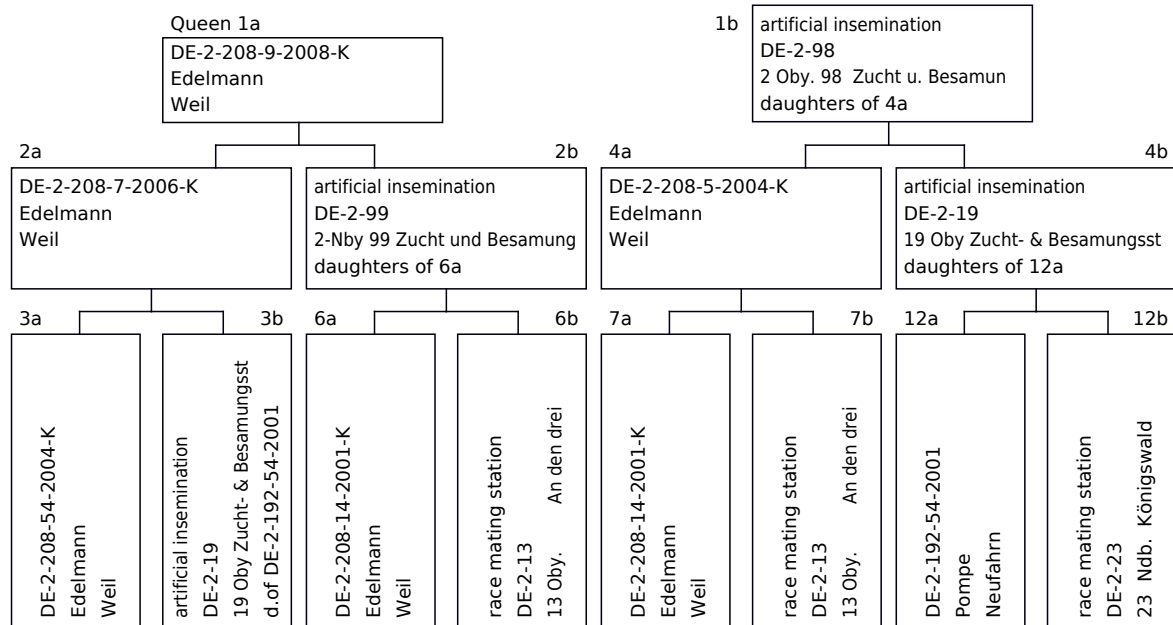 Queen 1a
DE-2-208-9-2008-K
Edelmann
Weil
1b
artificial insemination
DE-2-98
2 Oby. 98 Zucht u. Besamun
daughters of 4a
2a
DE-2-208-7-2006-K
Edelmann
Weil
2b
artificial insemination
DE-2-99
2-Nby 99 Zucht und Besamung
daughters of 6a
4a
DE-2-208-5-2004-K
Edelmann
Weil
4b
artificial insemination
DE-2-19
19 Oby Zucht- & Besamungsst
daughters of 12a
3a
DE-2-208-54-2004-K
Edelmann
Weil
3b
artificial insemination
DE-2-19
19 Oby Zucht- & Besamungsst
d.of DE-2-192-54-2001
6a
DE-2-208-14-2001-K
Edelmann
Weil
6b
race mating station
DE-2-13
13 Oby. An den drei
7a
DE-2-208-14-2001-K
Edelmann
Weil
7b
race mating station
DE-2-13
13 Oby. An den drei
12a
DE-2-192-54-2001
Pompe
Neufahrn
12b
race mating station
DE-2-23
23 Ndb. Königswald